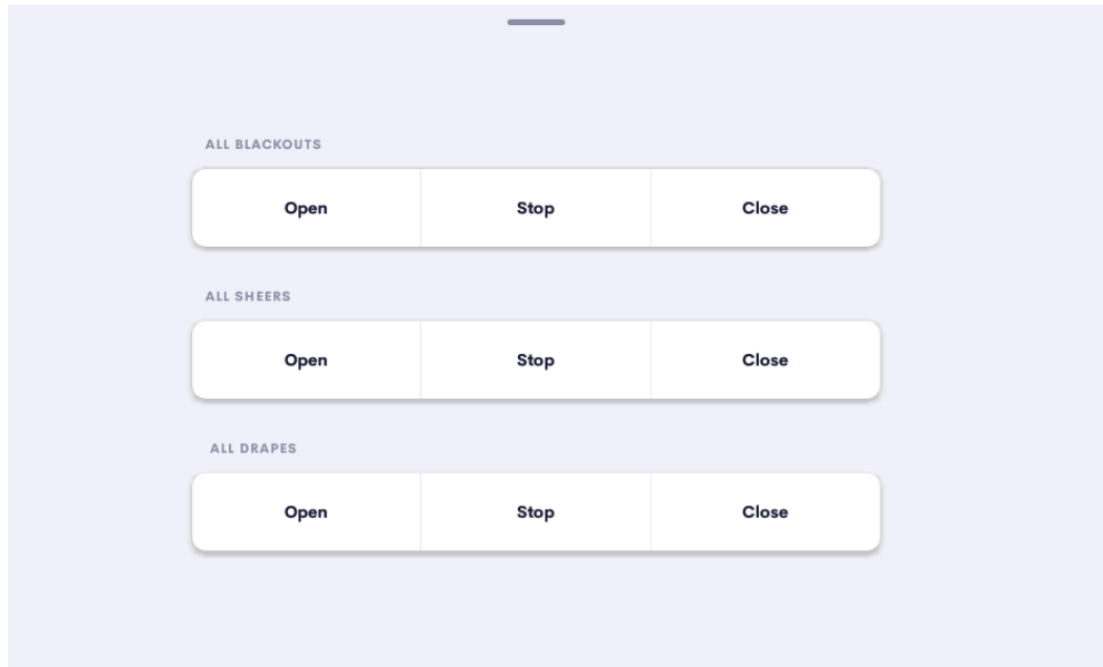 ALL BLACKOUTS
Open Stop Close
ALL SHEERS
Open Stop Close
ALL DRAPES
Open Stop Close